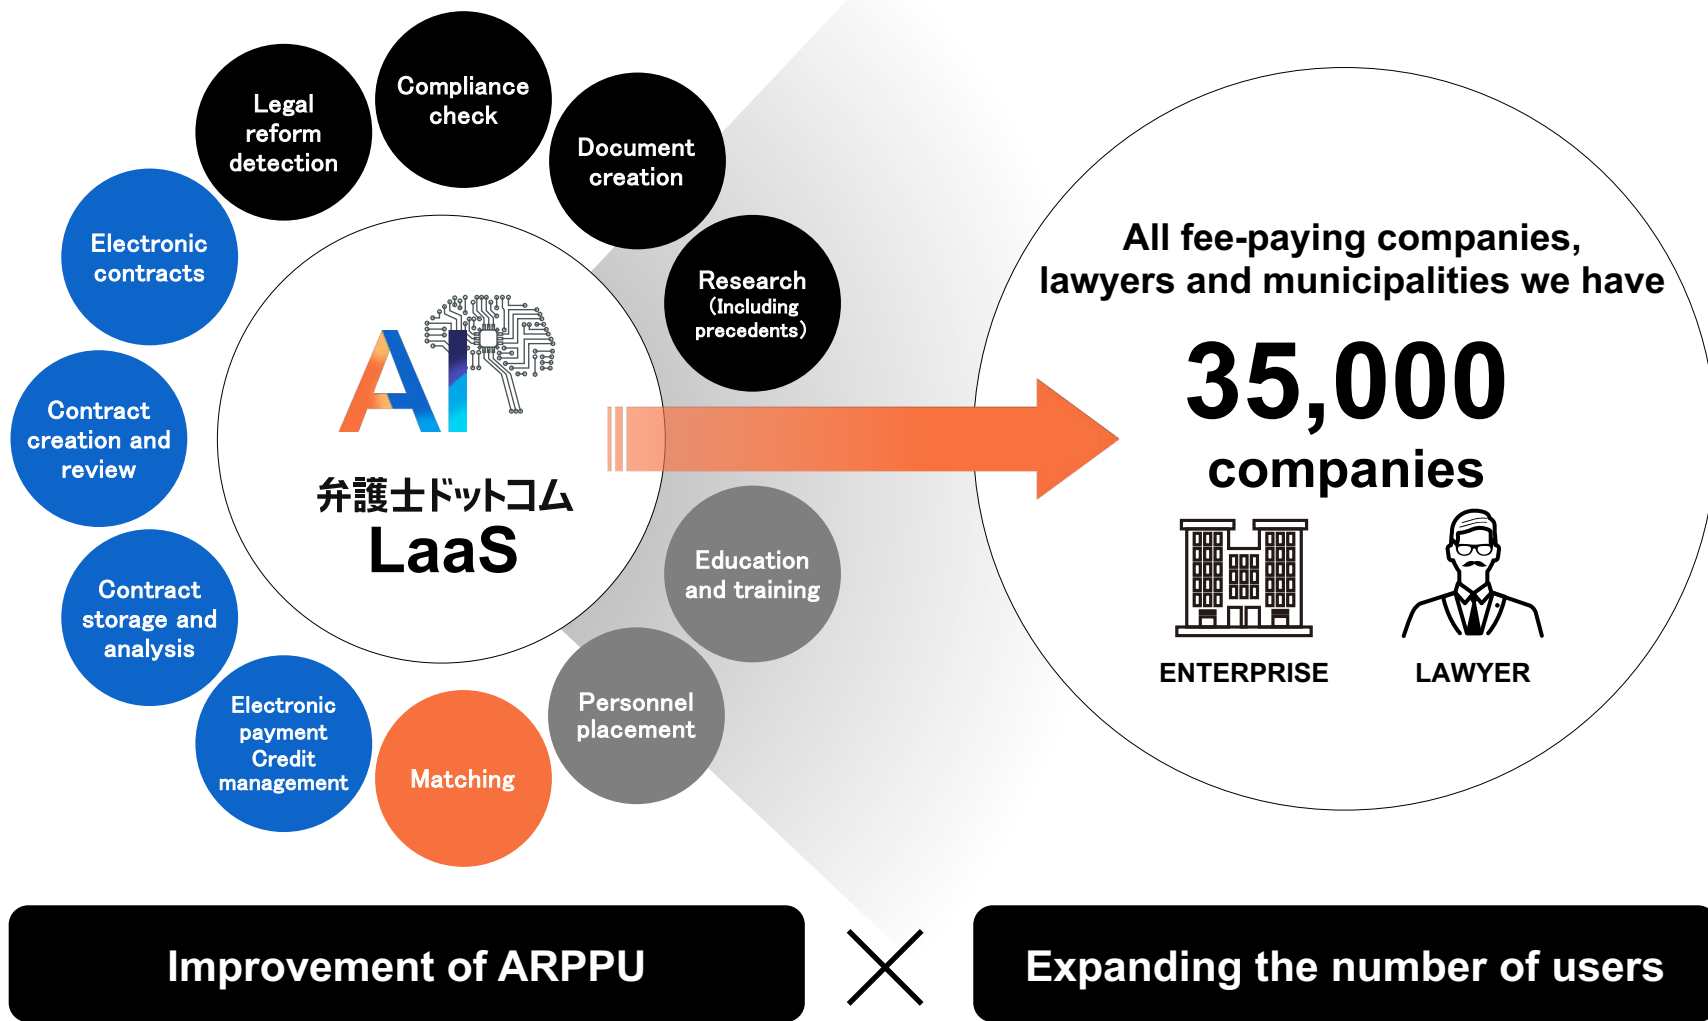 Compliance
check
Legal
reform
detection
Document
creation
Electronic
contracts
Research
(Including
precedents)
Contract
creation and
review
AI
弁護士ドットコム
LaaS
Contract
storage and
analysis
Education
and training
Electronic
payment
Credit
management
Matching
Personnel
placement
All fee-paying companies,
lawyers and municipalities we have
35,000
companies
ENTERPRISE
LAWYER
Improvement of ARPPU
Expanding the number of users